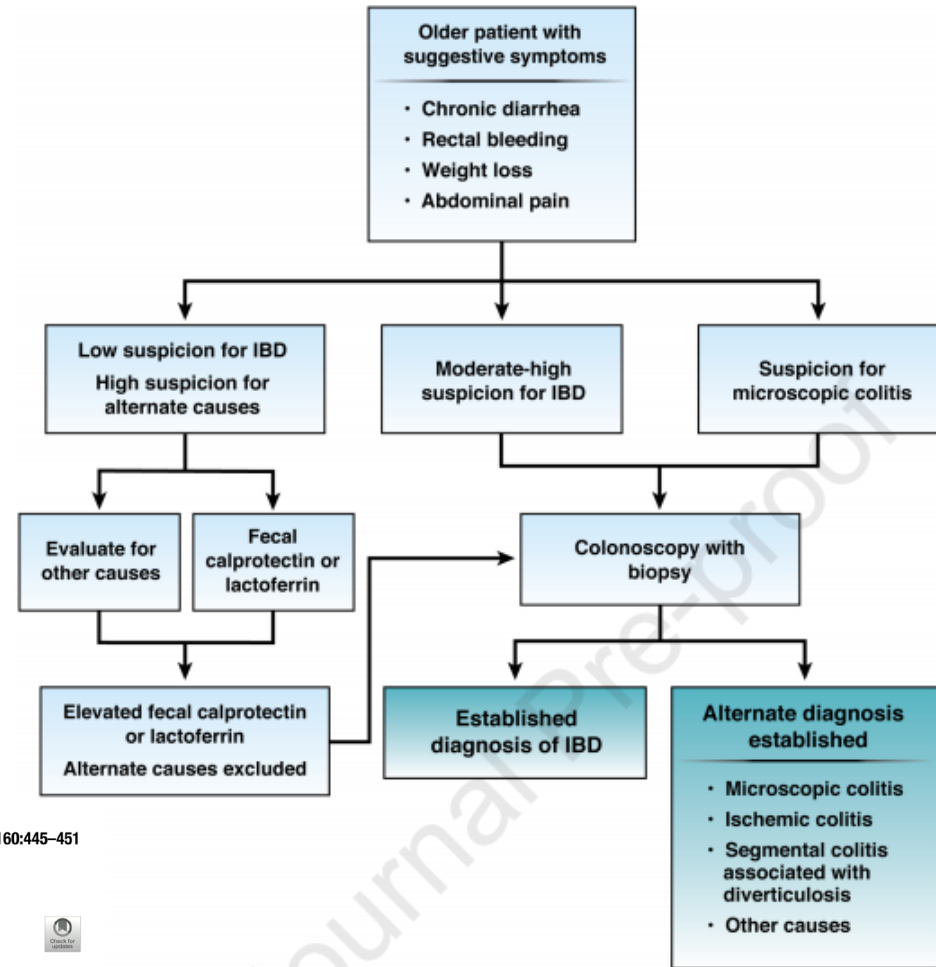 Older patient with
suggestive symptoms
· Chronic diarrhea
· Rectal bleeding
· Weight loss
· Abdominal pain
Low suspicion for IBD
High suspicion for
alternate causes
Moderate-high
suspicion for IBD
Suspicion for
microscopic colitis
Evaluate for
other causes
Fecal
calprotectin or
lactoferrin
Colonoscopy with
biopsy
Elevated fecal calprotectin
or lactoferrin
Alternate causes excluded
Established
diagnosis of IBD
Alternate diagnosis
established
· Microscopic colitis
· Ischemic colitis
· Segmental colitis
associated with
diverticulosis
· Other causes
160:445–451
Check for
updates
Journal Pre-proof